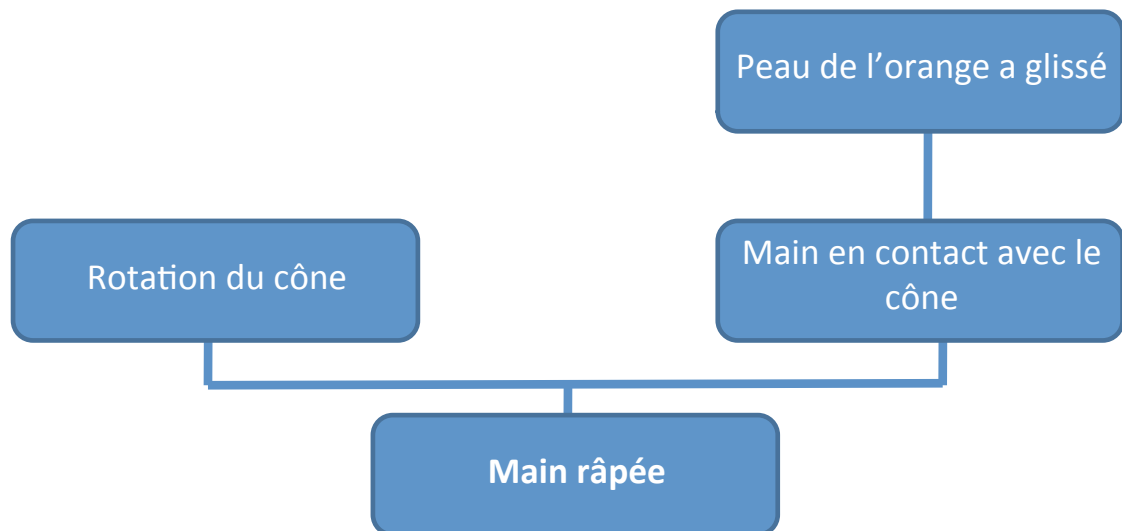 Peau de l’orange a glissé
Rotation du cône
Main en contact avec le
cône
Main râpée